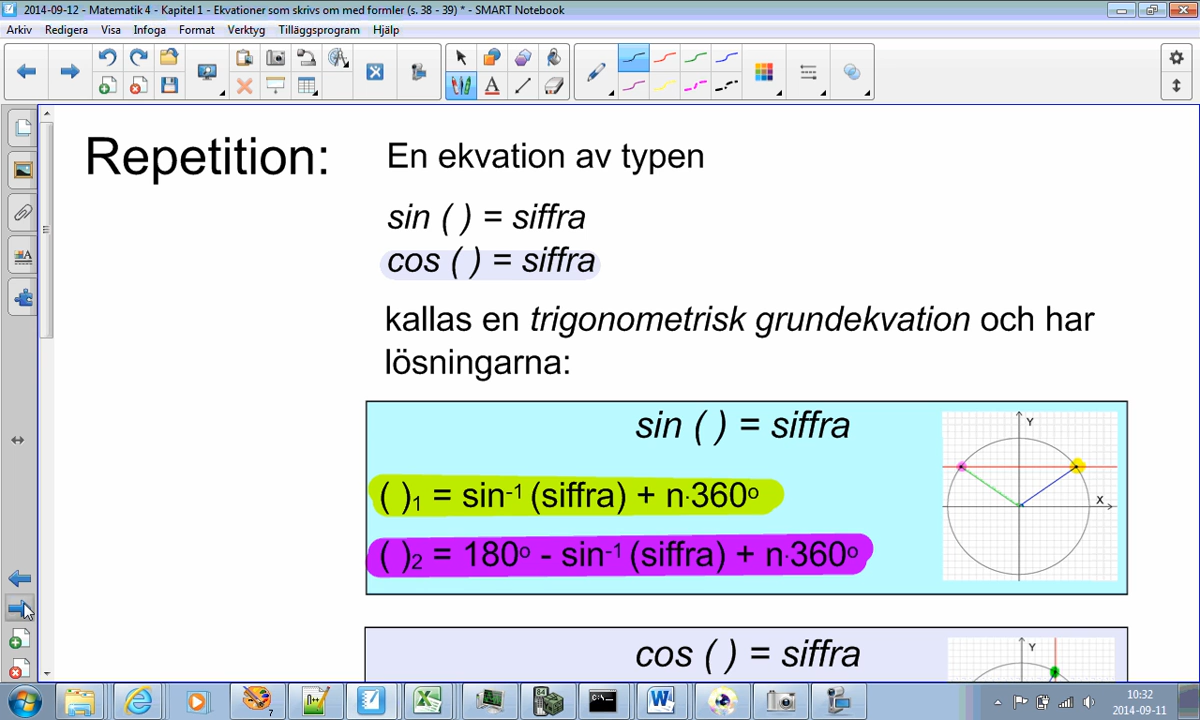 2014-09-12 - Matematik 4 - Kapitel 1 - Ekvationer som skrivs om med formler (s. 38 - 39) * - SMART Notebook
Arkiv Redigera Visa Infoga Format Verktyg Tilläggsprogram Hjälp
Repetition:
En ekvation av typen
sin ( ) = siffra
cos ( ) = siffra
kallas en trigonometrisk grundekvation och har
lösningarna:
sin ( ) = siffra
Y
X
( )₁ = sin⁻¹ (siffra) + n·360º
( )₂ = 180º - sin⁻¹ (siffra) + n·360º
cos ( ) = siffra
Y
10:32
2014-09-11